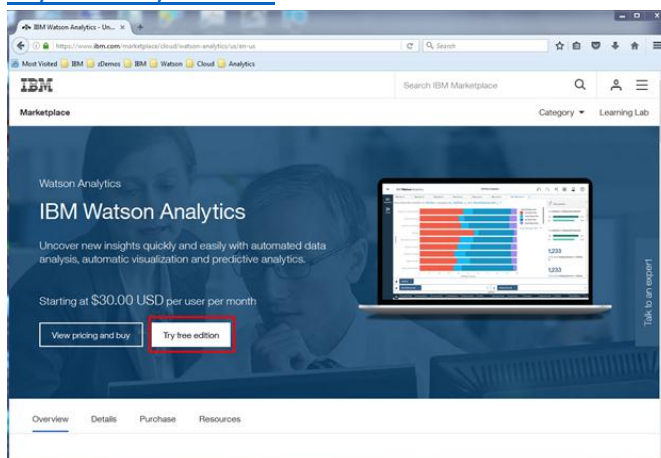 IBM Watson Analytics - Un...
https://www.ibm.com/marketplace/cloud/watson-analytics/us/en-us
Search
Most Visited IBM zDemos IBM Watson Cloud Analytics
IBM
Search IBM Marketplace
Marketplace
Category
Learning Lab
Watson Analytics
IBM Watson Analytics
Uncover new insights quickly and easily with automated data
analysis, automatic visualization and predictive analytics.
Starting at $30.00 USD per user per month
View pricing and buy
Try free edition
1,233
1,233
Talk to an expert
Overview Details Purchase Resources